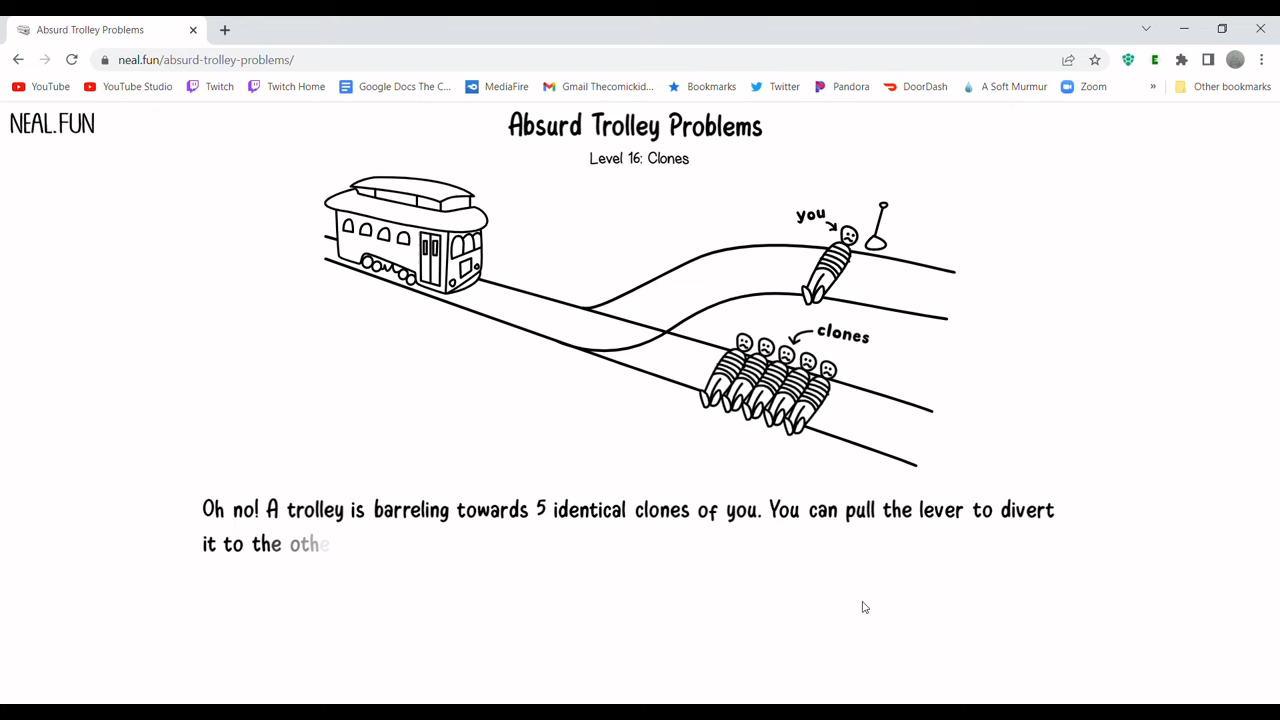 Absurd Trolley Problems
neal.fun/absurd-trolley-problems/
YouTube YouTube Studio Twitch Twitch Home Google Docs The C... MediaFire Gmail Thecomickid... Bookmarks Twitter Pandora DoorDash A Soft Murmur Zoom » Other bookmarks
NEAL.FUN
Absurd Trolley Problems
Level 16: Clones
you
clones
Oh no! A trolley is barreling towards 5 identical clones of you. You can pull the lever to divert
it to the othe